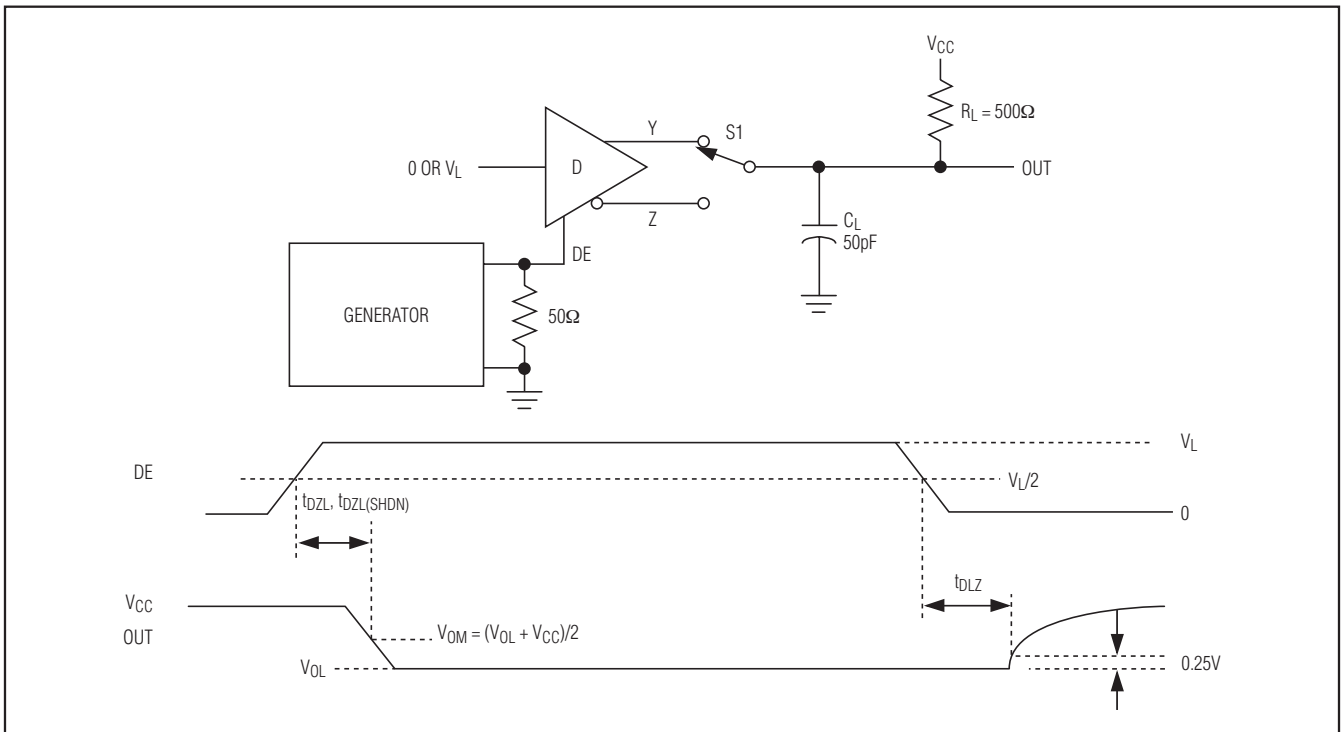 VCC
RL = 500Ω
Y
S1
0 OR VL
D
OUT
Z
CL
50pF
DE
GENERATOR
50Ω
VL
DE
VL/2
tDZL, tDZL(SHDN)
0
tDLZ
VCC
OUT
VOM = (VOL + VCC)/2
VOL
0.25V